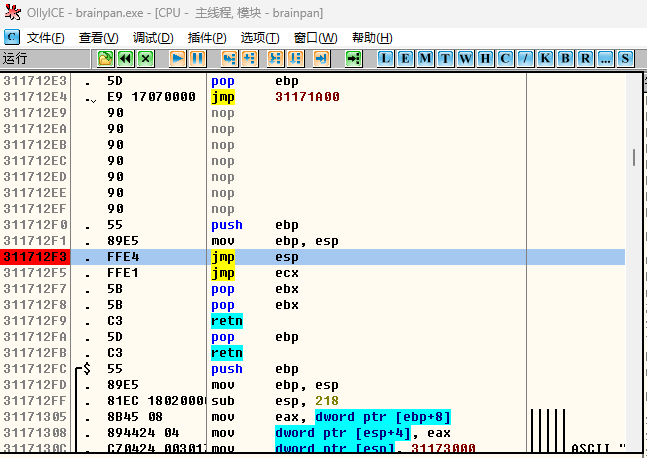 OllyICE - brainpan.exe - [CPU - 主线程, 模块 - brainpan]
C 文件(F) 查看(V) 调试(D) 插件(P) 选项(T) 窗口(W) 帮助(H)
运行 L E M T W H C / K B R ... S
311712E3 . 5D pop ebp
311712E4 . E9 17070000 jmp 31171A00
311712E9 90 nop
311712EA 90 nop
311712EB 90 nop
311712EC 90 nop
311712ED 90 nop
311712EE 90 nop
311712EF 90 nop
311712F0 . 55 push ebp
311712F1 . 89E5 mov ebp, esp
311712F3 . FFE4 jmp esp
311712F5 . FFE1 jmp ecx
311712F7 . 5B pop ebx
311712F8 . 5B pop ebx
311712F9 . C3 retn
311712FA . 5D pop ebp
311712FB . C3 retn
311712FC $ 55 push ebp
311712FD . 89E5 mov ebp, esp
311712FF . 81EC 18020000 sub esp, 218
31171305 . 8B45 08 mov eax, dword ptr [ebp+8]
31171308 . 894424 04 mov dword ptr [esp+4], eax
3117130C . C70424 003017 mov dword ptr [esp], 31173000 ASCII "